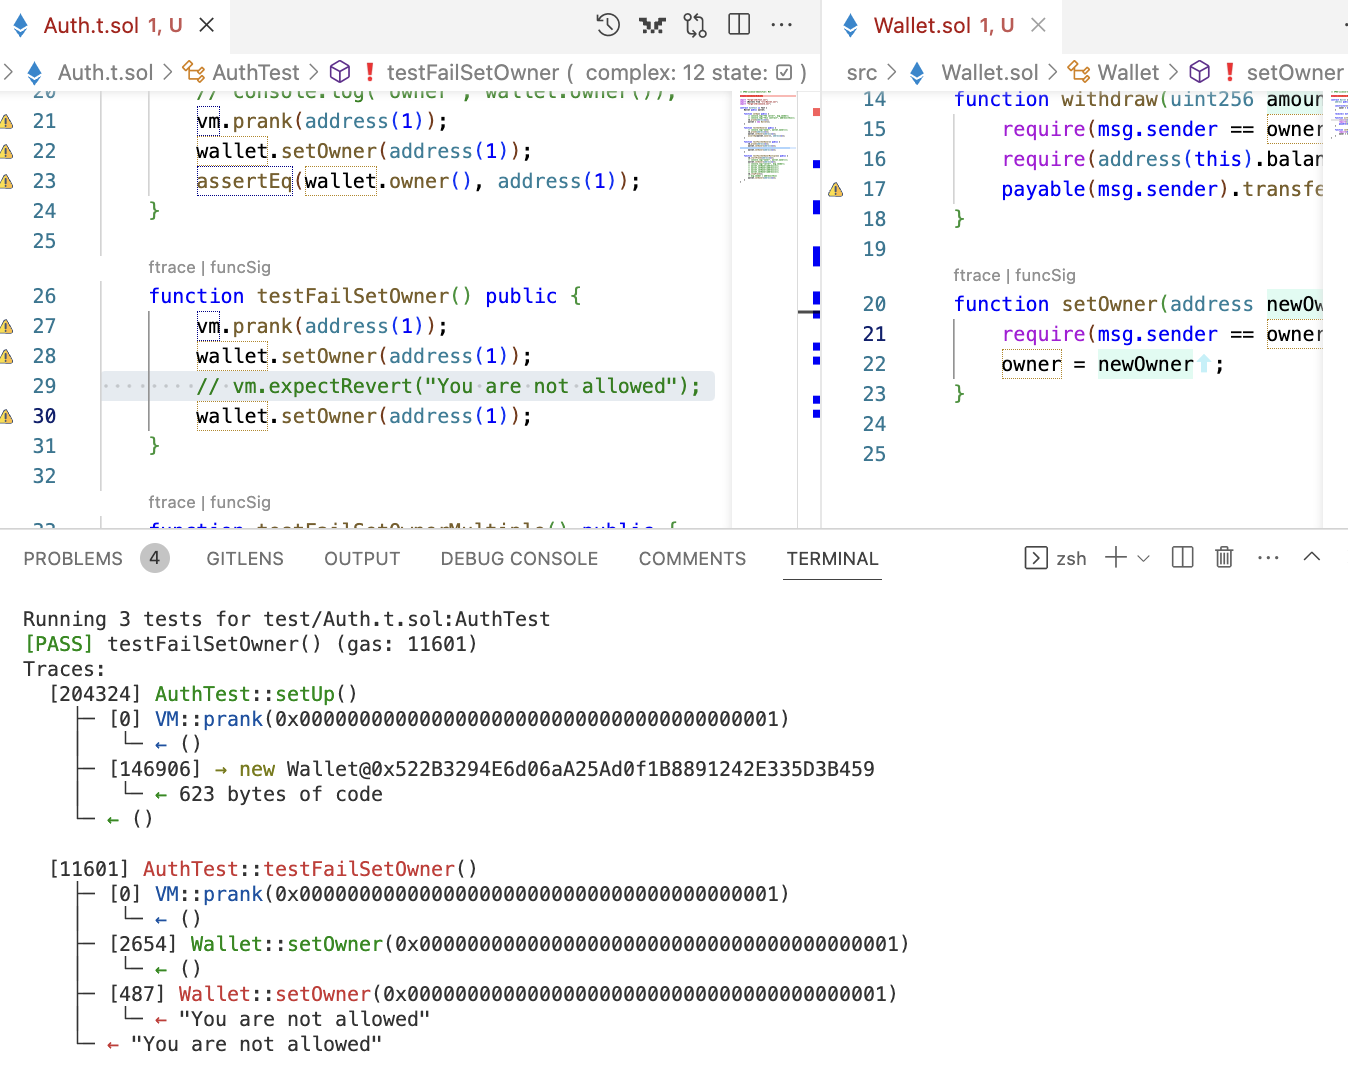 Auth.t.sol 1, U
Wallet.sol 1, U
Auth.t.sol > AuthTest > testFailSetOwner ( complex: 12 state: ☑ )
src > Wallet.sol > Wallet > setOwner
20 // console.log("owner", wallet.owner());
21 vm.prank(address(1));
22 wallet.setOwner(address(1));
23 assertEq(wallet.owner(), address(1));
24 }
25
ftrace | funcSig
26 function testFailSetOwner() public {
27 vm.prank(address(1));
28 wallet.setOwner(address(1));
29 // vm.expectRevert("You are not allowed");
30 wallet.setOwner(address(1));
31 }
32
ftrace | funcSig
33 function testFailSetOwnerMultiple() public {
14 function withdraw(uint256 amoun
15 require(msg.sender == owner
16 require(address(this).balan
17 payable(msg.sender).transfe
18 }
19
ftrace | funcSig
20 function setOwner(address newOw
21 require(msg.sender == owner
22 owner = newOwner;
23 }
24
25
PROBLEMS 4 GITLENS OUTPUT DEBUG CONSOLE COMMENTS TERMINAL zsh
Running 3 tests for test/Auth.t.sol:AuthTest
[PASS] testFailSetOwner() (gas: 11601)
Traces:
[204324] AuthTest::setUp()
├─ [0] VM::prank(0x0000000000000000000000000000000000000001)
│ └─ ← ()
├─ [146906] → new Wallet@0x522B3294E6d06aA25Ad0f1B8891242E335D3B459
│ └─ ← 623 bytes of code
└─ ← ()
[11601] AuthTest::testFailSetOwner()
├─ [0] VM::prank(0x0000000000000000000000000000000000000001)
│ └─ ← ()
├─ [2654] Wallet::setOwner(0x0000000000000000000000000000000000000001)
│ └─ ← ()
├─ [487] Wallet::setOwner(0x0000000000000000000000000000000000000001)
│ └─ ← "You are not allowed"
└─ ← "You are not allowed"